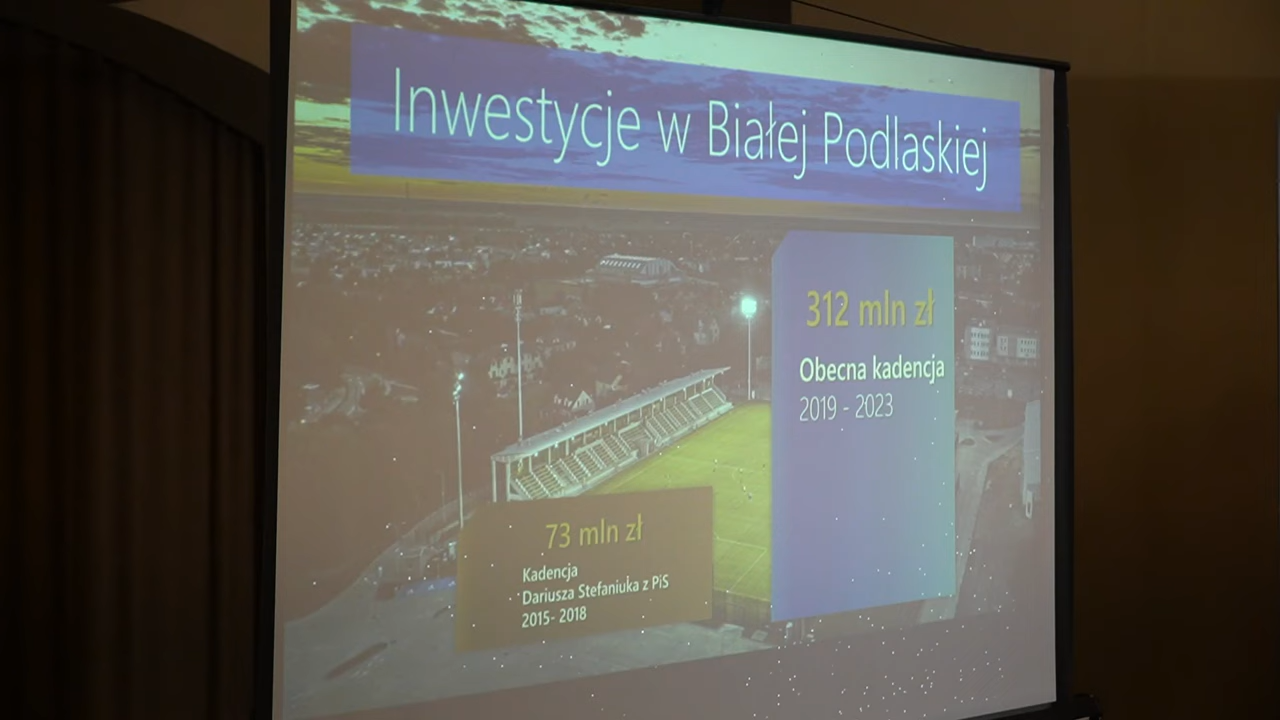 Inwestycje w Białej Podlaskiej
312 mln zł
Obecna kadencja
2019 - 2023
73 mln zł
Kadencja
Dariusza Stefaniuka z PiS
2015- 2018